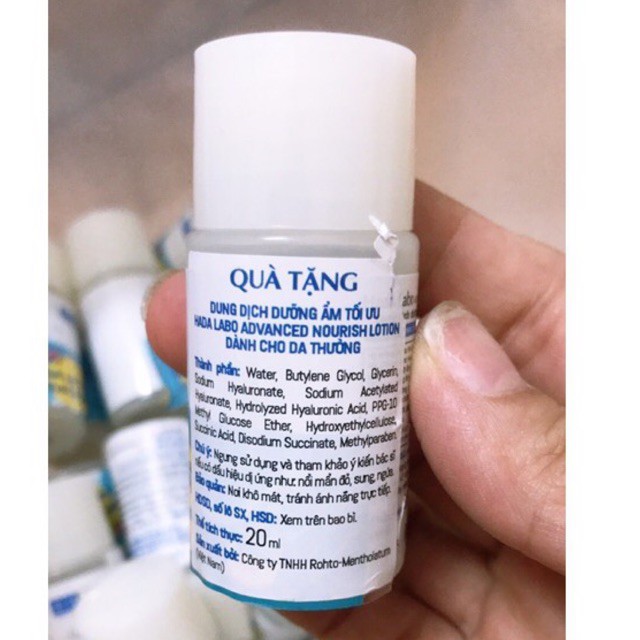 QUÀ TẶNG
DUNG DỊCH DƯỠNG ẨM TỐI ƯU
HADA LABO ADVANCED NOURISH LOTION
DÀNH CHO DA THƯỜNG
Thành phần: Water, Butylene Glycol, Glycerin,
Sodium Hyaluronate, Sodium Acetylated
Hyaluronate, Hydrolyzed Hyaluronic Acid, PPG-10
Methyl Glucose Ether, Hydroxyethylcellulose,
Succinic Acid, Disodium Succinate, Methylparaben.
Chú ý: Ngưng sử dụng và tham khảo ý kiến bác sĩ
nếu có dấu hiệu dị ứng như: nổi mẩn đỏ, sưng, ngứa.
Bảo quản: Nơi khô mát, tránh ánh nắng trực tiếp.
HDSD, số lô SX, HSD: Xem trên bao bì.
Thể tích thực: 20 ml
Sản xuất bởi: Công ty TNHH Rohto-Mentholatum
(Việt Nam)